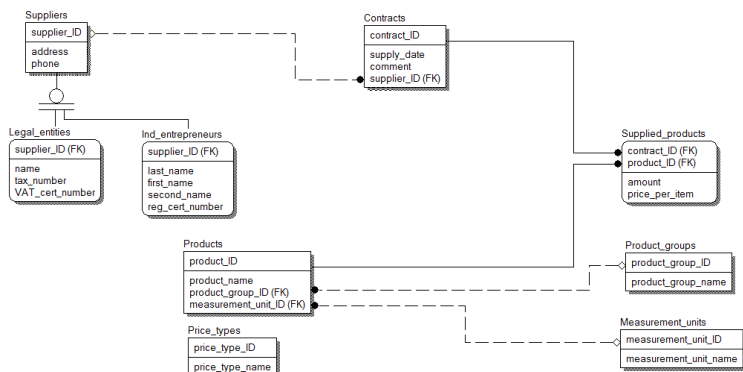 Suppliers
supplier_ID
address
phone
Contracts
contract_ID
supply_date
comment
supplier_ID (FK)
Legal_entities
supplier_ID (FK)
name
tax_number
VAT_cert_number
Ind_entrepreneurs
supplier_ID (FK)
last_name
first_name
second_name
reg_cert_number
Supplied_products
contract_ID (FK)
product_ID (FK)
amount
price_per_item
Products
product_ID
product_name
product_group_ID (FK)
measurement_unit_ID (FK)
Product_groups
product_group_ID
product_group_name
Measurement_units
measurement_unit_ID
measurement_unit_name
Price_types
price_type_ID
price_type_name